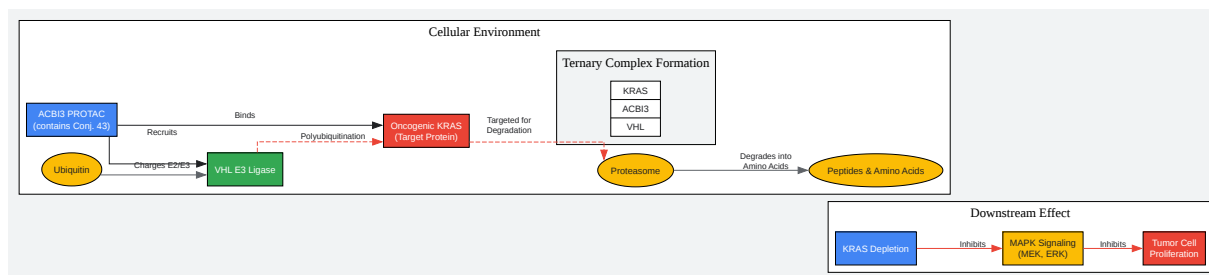 Cellular Environment
Ternary Complex Formation
KRAS
ACBI3
VHL
ACBI3 PROTAC
(contains Conj. 43)
Binds
Recruits
Oncogenic KRAS
(Target Protein)
Targeted for
Degradation
Polyubiquitination
Ubiquitin
Charges E2/E3
VHL E3 Ligase
Proteasome
Degrades into
Amino Acids
Peptides & Amino Acids
Downstream Effect
KRAS Depletion
Inhibits
MAPK Signaling
(MEK, ERK)
Inhibits
Tumor Cell
Proliferation